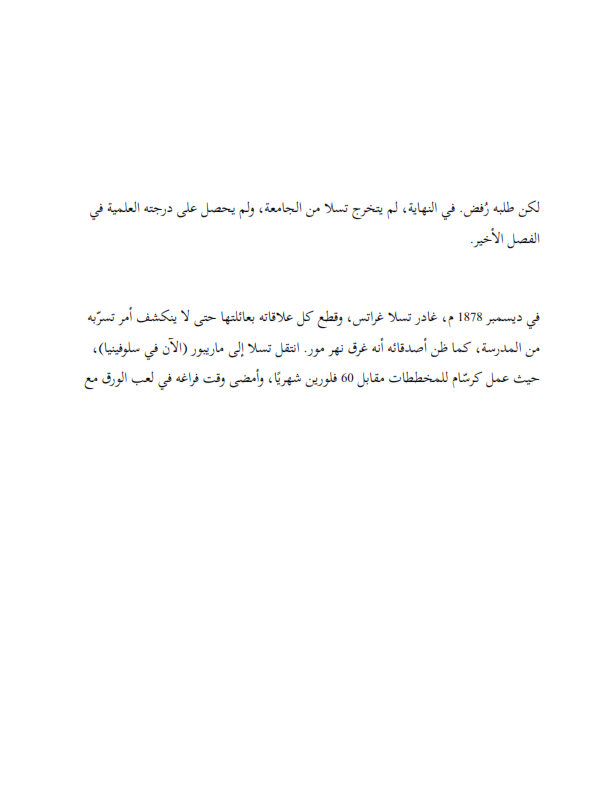 لكن طلبه رُفض. في النهاية، لم يتخرج تسلا من الجامعة، ولم يحصل على درجته العلمية في
الفصل الأخير.
في ديسمبر 1878 م، غادر تسلا غراتس، وقطع كل علاقاته بعائلتها حتى لا ينكشف أمر تسرّبه
من المدرسة، كما ظن أصدقائه أنه غرق نهر مور. انتقل تسلا إلى ماريبور (الآن في سلوفينيا)،
حيث عمل كرسّام للمخططات مقابل 60 فلورين شهريًا، وأمضى وقت فراغه في لعب الورق مع